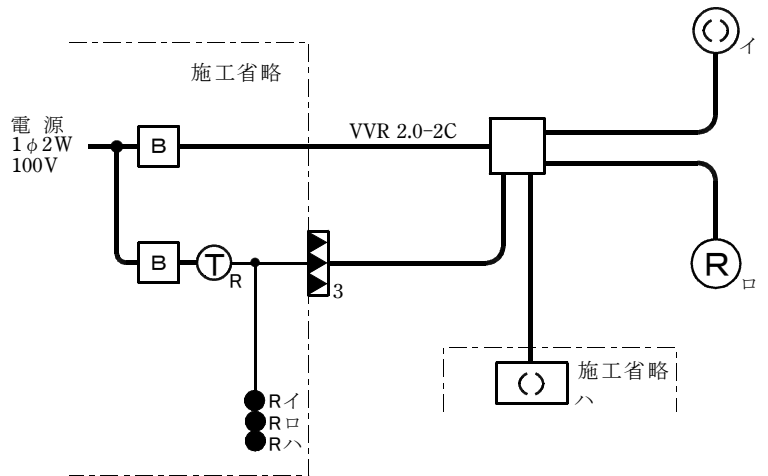 施工省略
電 源
1φ2W
100V
B
VVR 2.0-2C
イ
B
T
R
3
R
ロ
施工省略
( )
ハ
( )
Rイ
Rロ
Rハ